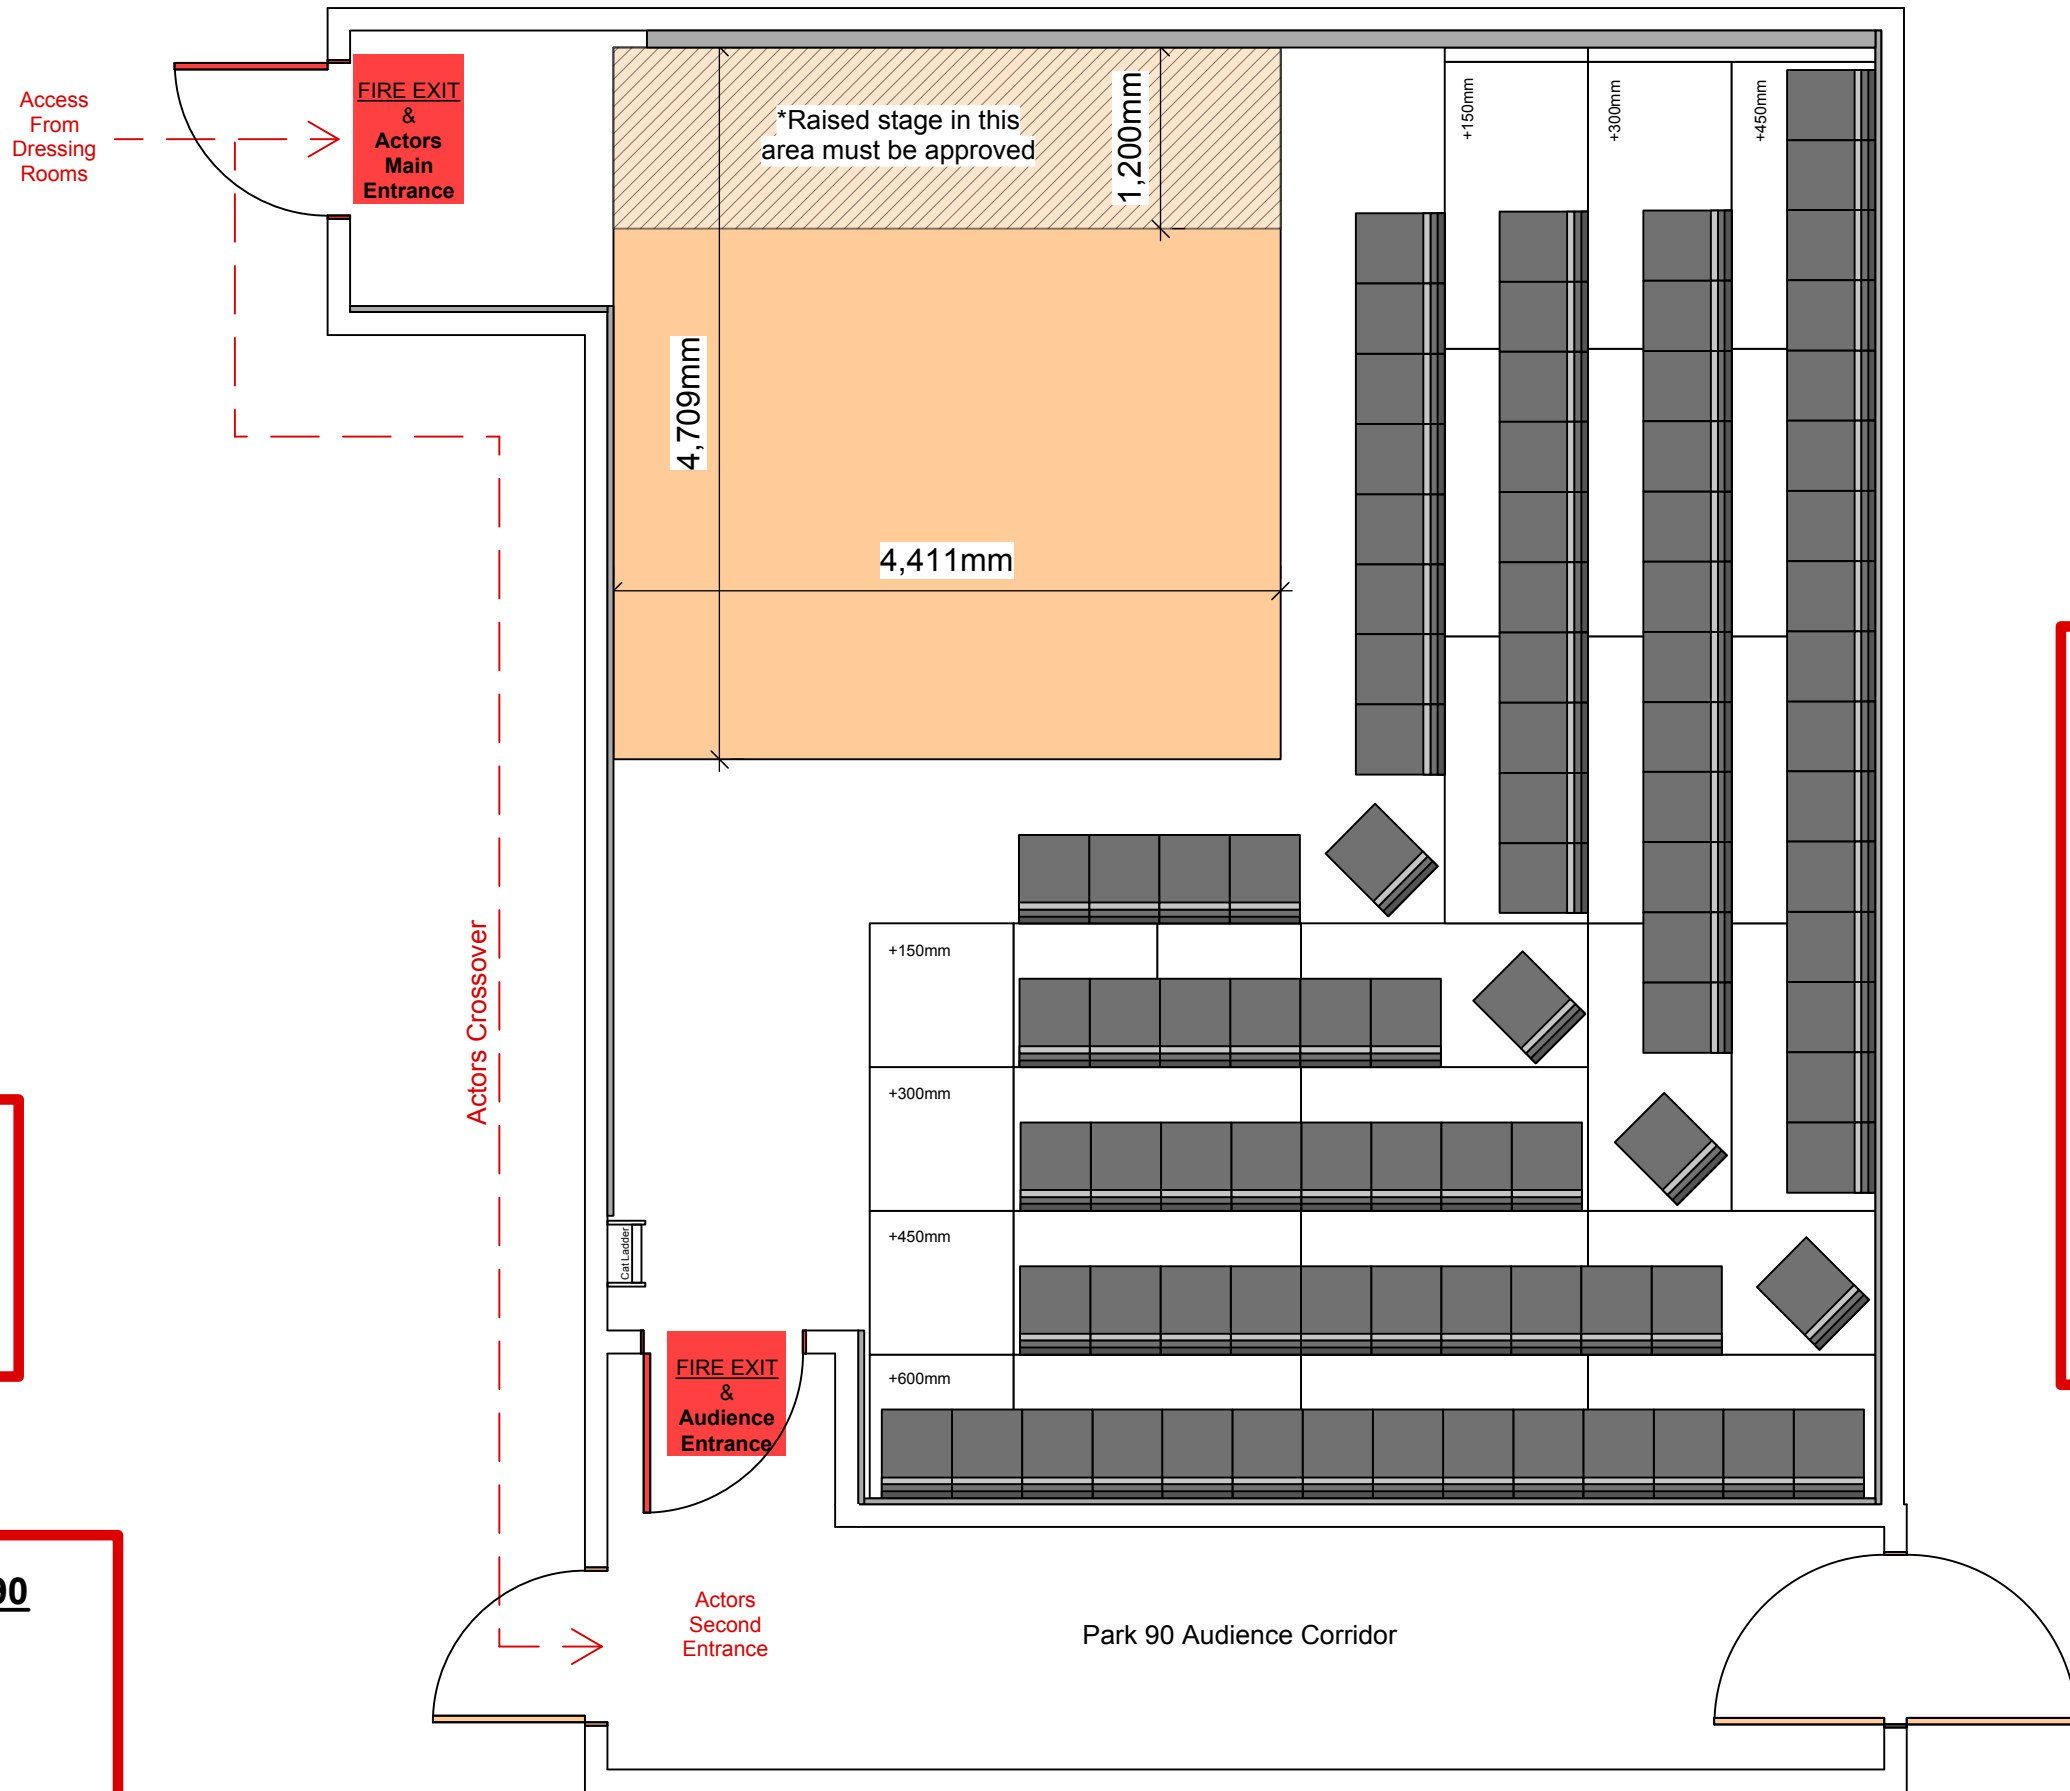 Access
From
Dressing
Rooms
FIRE EXIT
&
Actors
Main
Entrance
*Raised stage in this
area must be approved
1,200mm
+150mm
+300mm
+450mm
4,709mm
4,411mm
Actors Crossover
+150mm
+300mm
+450mm
+600mm
Cat Ladder
FIRE EXIT
&
Audience
Entrance
90
Actors
Second
Entrance
Park 90 Audience Corridor